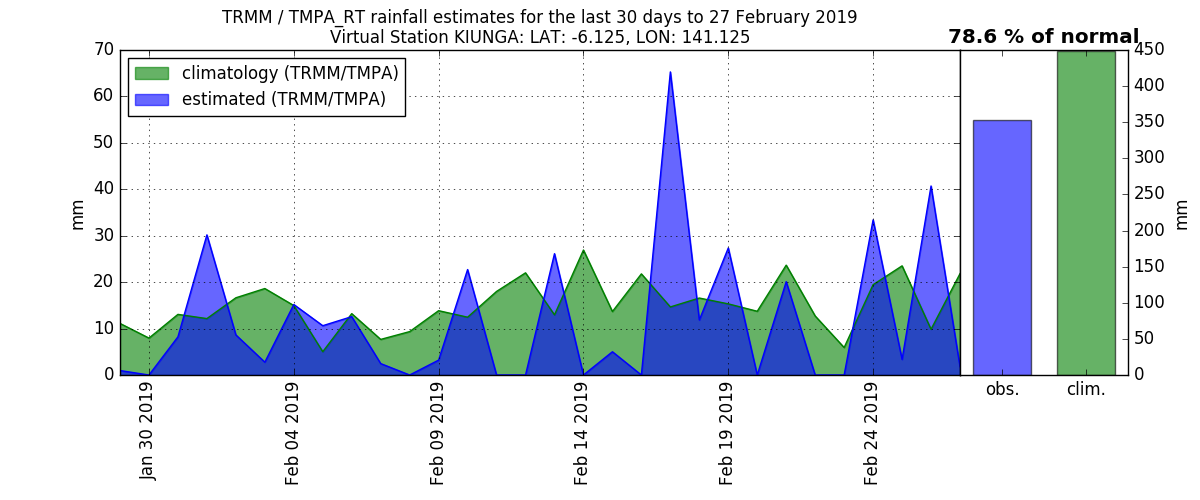 TRMM / TMPA_RT rainfall estimates for the last 30 days to 27 February 2019
Virtual Station KIUNGA: LAT: -6.125, LON: 141.125
78.6 % of normal
climatology (TRMM/TMPA)
estimated (TRMM/TMPA)
mm
70
60
50
40
30
20
10
0
Jan 30 2019
Feb 04 2019
Feb 09 2019
Feb 14 2019
Feb 19 2019
Feb 24 2019
obs.
clim.
450
400
350
300
250
200
150
100
50
0
mm